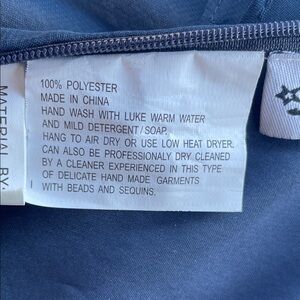 100% POLYESTER
MADE IN CHINA
HAND WASH WITH LUKE WARM WATER
AND MILD DETERGENT/SOAP.
HANG TO AIR DRY OR USE LOW HEAT DRYER.
CAN ALSO BE PROFESSIONALY DRY CLEANED
BY A CLEANER EXPERIENCED IN THIS TYPE
OF DELICATE HAND MADE GARMENTS
WITH BEADS AND SEQUINS.
MATERIAL BY: